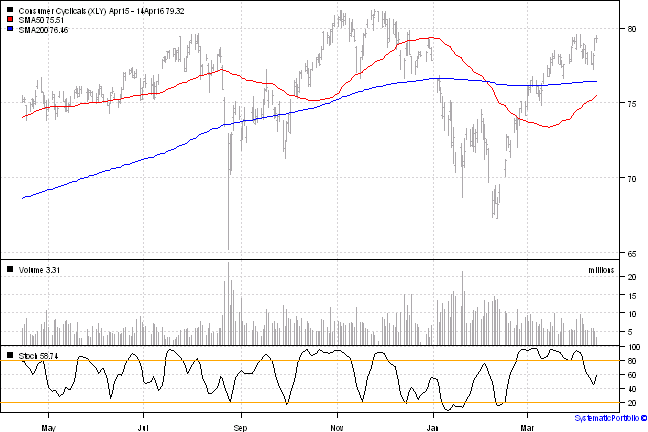 Consumer Cyclicals (XLY) Apr15 - 14Apr16 79.32
SMA50 75.51
SMA200 76.46
80
75
70
65
Volume 3.31
millions
20
15
10
5
Stoch 58.74
100
80
60
40
20
May
Jul
Sep
Nov
Jan
Mar
SystematicPortfolio ©